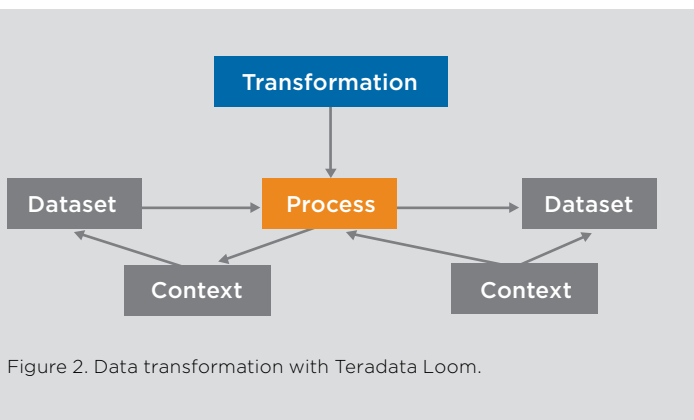 Transformation
Dataset
Process
Dataset
Context
Context
Figure 2. Data transformation with Teradata Loom.